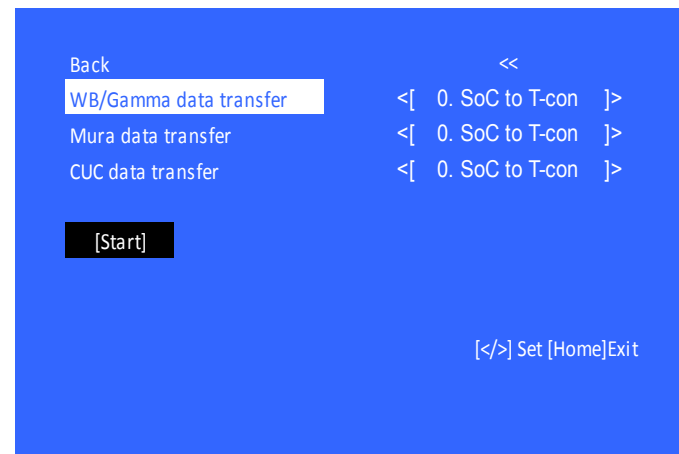 Back <<
WB/Gamma data transfer <[ 0. SoC to T-con ]>
Mura data transfer <[ 0. SoC to T-con ]>
CUC data transfer <[ 0. SoC to T-con ]>
[Start]
[</>] Set [Home]Exit